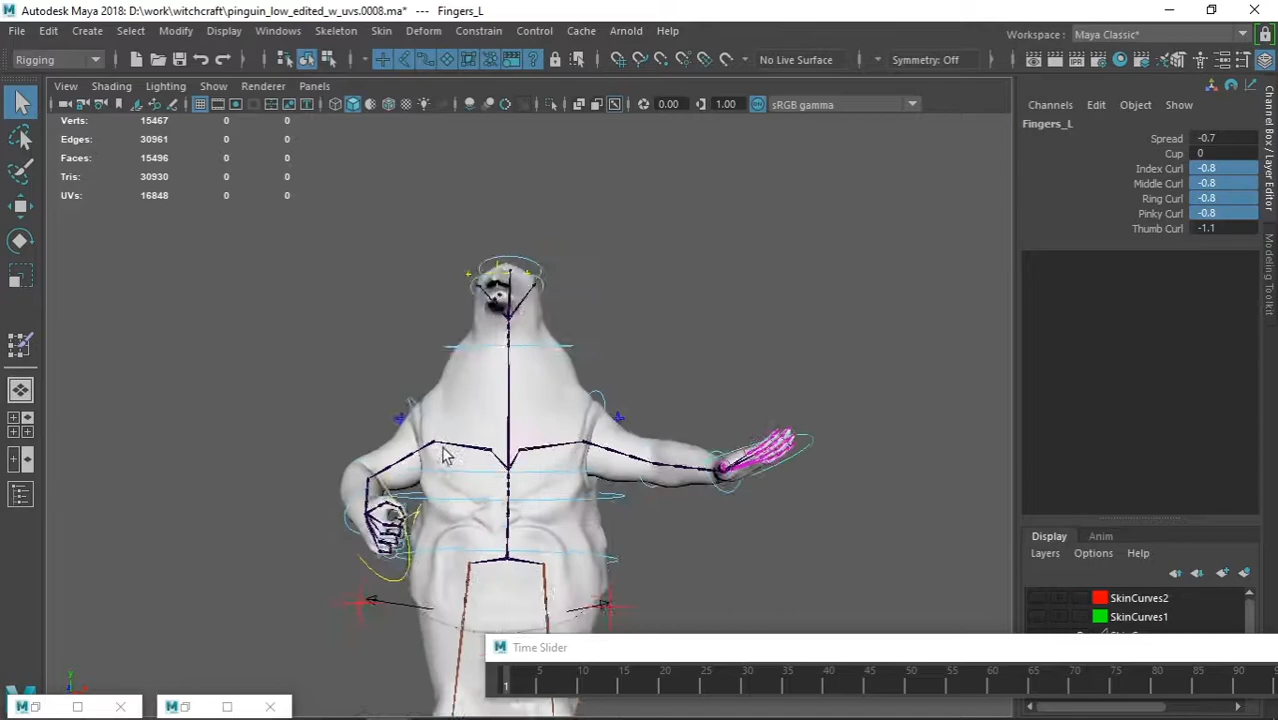 Autodesk Maya 2018: D:\work\witchcraft\pinguin_low_edited_w_uvs.0008.ma* --- Fingers_L
File Edit Create Select Modify Display Windows Skeleton Skin Deform Constrain Control Cache Arnold Help
Workspace: Maya Classic*
Rigging
No Live Surface
Symmetry: Off
View Shading Lighting Show Renderer Panels
0.00
1.00
sRGB gamma
Channels Edit Object Show
Fingers_L
Verts: 15467 0 0
Edges: 30961 0 0
Faces: 15496 0 0
Tris: 30930 0 0
UVs: 16848 0 0
Spread -0.7
Cup 0
Index Curl -0.8
Middle Curl -0.8
Ring Curl -0.8
Pinky Curl -0.8
Thumb Curl -1.1
Channel Box / Layer Editor
Modeling Toolkit
Display Anim
Layers Options Help
SkinCurves2
SkinCurves1
Time Slider
1 5 10 15 20 25 30 35 40 45 50 55 60 65 70 75 80 85 90